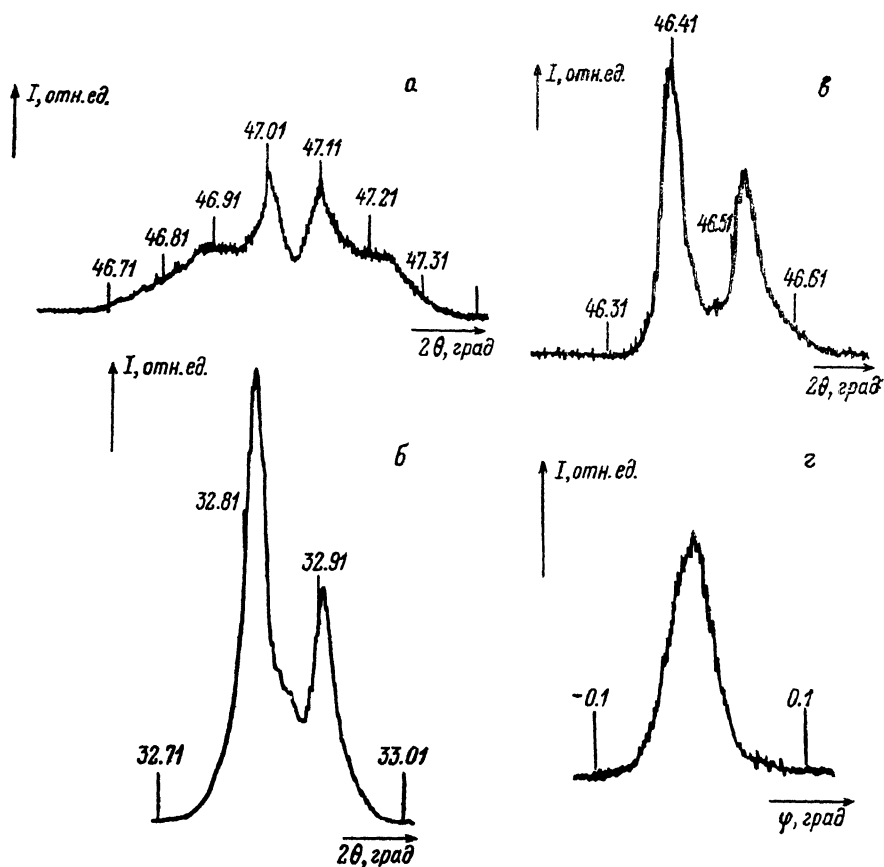 а
I, отн.ед.
46.71
46.81
46.91
47.01
47.11
47.21
47.31
2θ, град
в
I, отн.ед.
46.31
46.41
46.51
46.61
2θ, град
б
I, отн.ед.
32.71
32.81
32.91
33.01
2θ, град
г
I, отн.ед.
-0.1
0.1
φ, град